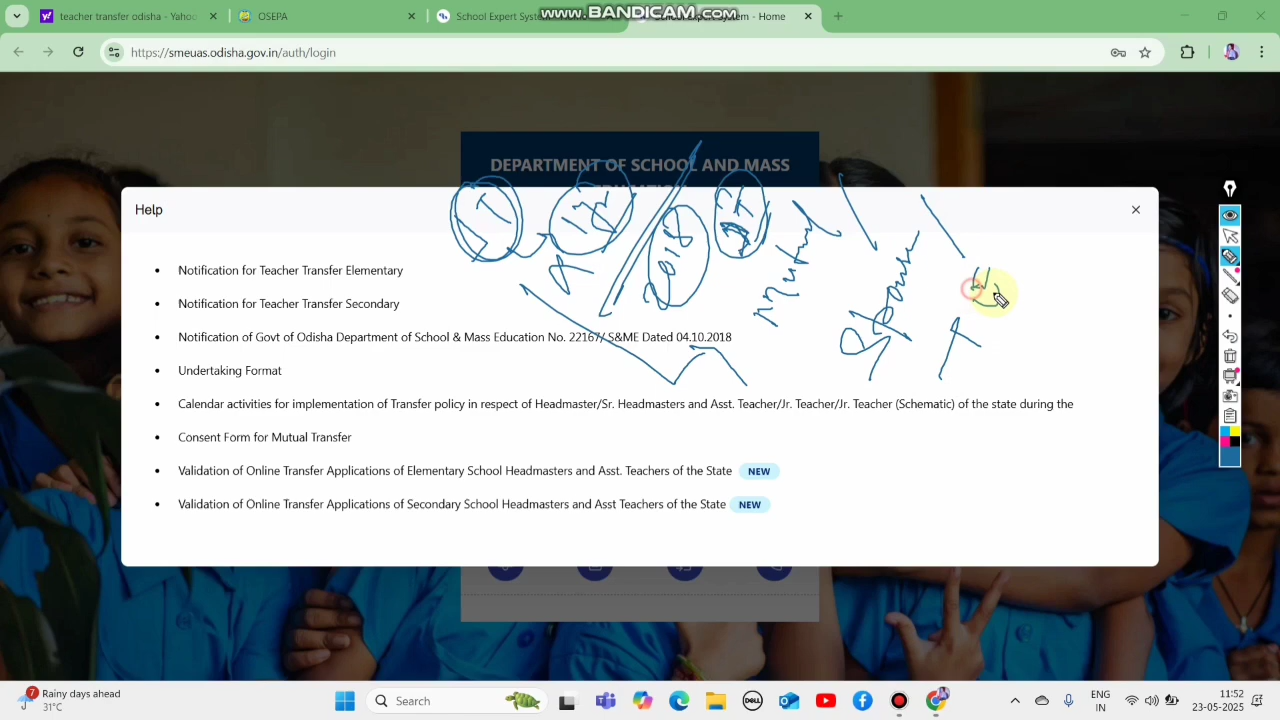 teacher transfer odisha - Yahoo
OSEPA
School Expert Syst
WWW.BANDICAM.COM
- Home
https://smeuas.odisha.gov.in/auth/login
DEPARTMENT OF SCHOOL AND MASS
Help
Notification for Teacher Transfer Elementary
Notification for Teacher Transfer Secondary
Notification of Govt of Odisha Department of School & Mass Education No. 22167/ S&ME Dated 04.10.2018
Undertaking Format
Calendar activities for implementation of Transfer policy in respect of Headmaster/Sr. Headmasters and Asst. Teacher/Jr. Teacher/Jr. Teacher (Schematic) of the state during the
Consent Form for Mutual Transfer
Validation of Online Transfer Applications of Elementary School Headmasters and Asst. Teachers of the State NEW
Validation of Online Transfer Applications of Secondary School Headmasters and Asst Teachers of the State NEW
2018
Mutual
Spouse
7
Rainy days ahead
31°C
Search
DELL
ENG
IN
11:52
23-05-2025